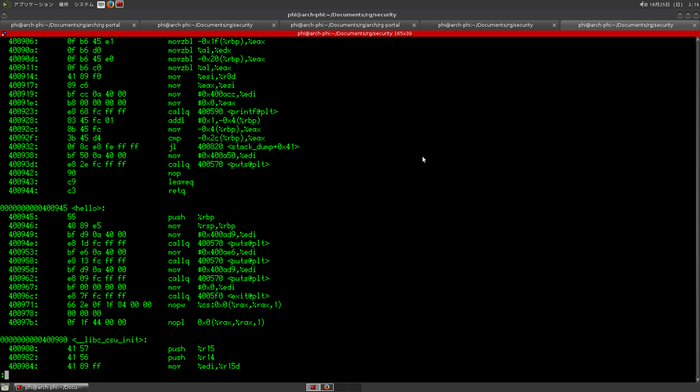 アプリケーション 場所 システム
phi@arch-phi:~/Documents/rg/security
10月25日 (日) 2:16
phi@arch-phi:~/Documents/rg/arch/rg-portal
phi@arch-phi:~/Documents/rg/security
phi@arch-phi:~/Documents/rg/rg-portal
phi@arch-phi:~/Documents/rg/security
phi@arch-phi:~/Documents/rg/security
phi@arch-phi:~/Documents/rg/security 165x39
400906: 0f b6 45 e1 movzbl -0x1f(%rbp),%eax
40090a: 0f b6 d0 movzbl %al,%edx
40090d: 0f b6 45 e0 movzbl -0x20(%rbp),%eax
400911: 0f b6 c0 movzbl %al,%eax
400914: 41 89 f0 mov %esi,%r8d
400917: 89 c6 mov %eax,%esi
400919: bf cc 0a 40 00 mov $0x400acc,%edi
40091e: b8 00 00 00 00 mov $0x0,%eax
400923: e8 68 fc ff ff callq 400590 <printf@plt>
400928: 83 45 fc 01 addl $0x1,-0x4(%rbp)
40092c: 8b 45 fc mov -0x4(%rbp),%eax
40092f: 3b 45 d4 cmp -0x2c(%rbp),%eax
400932: 0f 8c e8 fe ff ff jl 400820 <stack_dump+0x41>
400938: bf 50 0a 40 00 mov $0x400a50,%edi
40093d: e8 2e fc ff ff callq 400570 <puts@plt>
400942: 90 nop
400943: c9 leaveq
400944: c3 retq
0000000000400945 <hello>:
400945: 55 push %rbp
400946: 48 89 e5 mov %rsp,%rbp
400949: bf d9 0a 40 00 mov $0x400ad9,%edi
40094e: e8 1d fc ff ff callq 400570 <puts@plt>
400953: bf e6 0a 40 00 mov $0x400ae6,%edi
400958: e8 13 fc ff ff callq 400570 <puts@plt>
40095d: bf d9 0a 40 00 mov $0x400ad9,%edi
400962: e8 09 fc ff ff callq 400570 <puts@plt>
400967: bf 00 00 00 00 mov $0x0,%edi
40096c: e8 7f fc ff ff callq 4005f0 <exit@plt>
400971: 66 2e 0f 1f 84 00 00 nopw %cs:0x0(%rax,%rax,1)
400978: 00 00 00
40097b: 0f 1f 44 00 00 nopl 0x0(%rax,%rax,1)
0000000000400980 <__libc_csu_init>:
400980: 41 57 push %r15
400982: 41 56 push %r14
400984: 41 89 ff mov %edi,%r15d
:
phi@arch-phi:~/Docu...